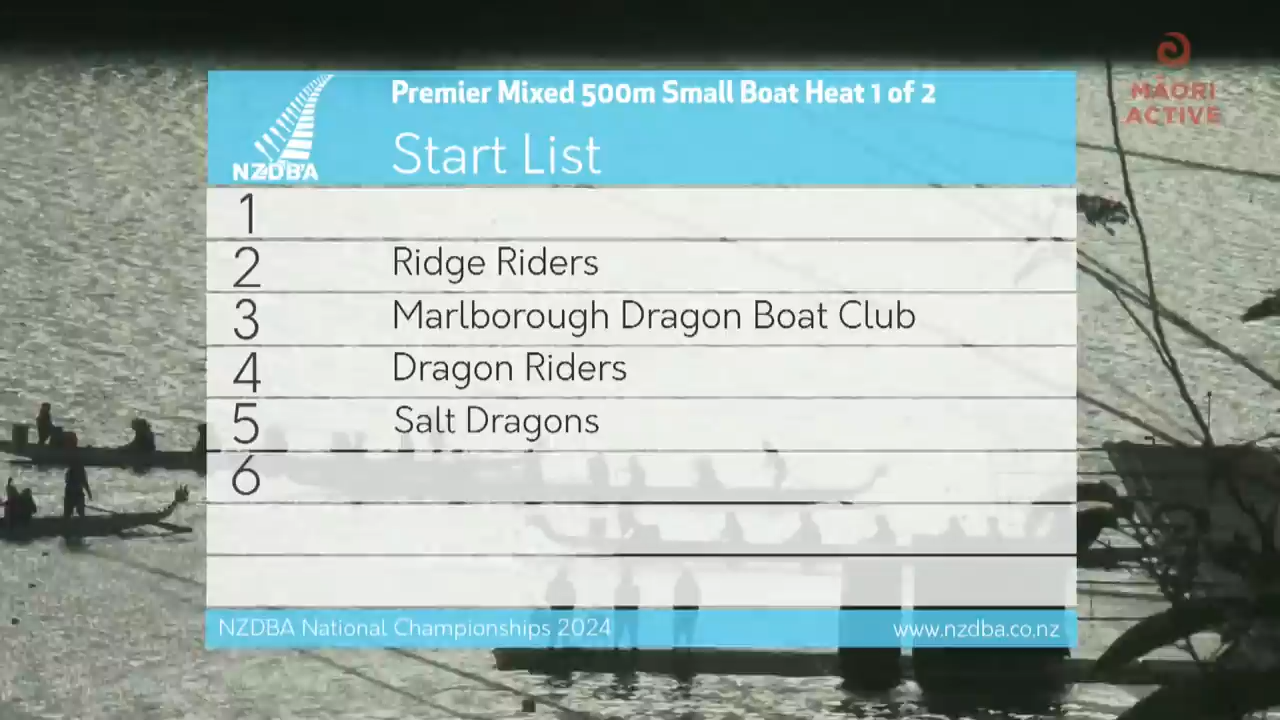 MĀORI
ACTIVE
Premier Mixed 500m Small Boat Heat 1 of 2
NZDBA
Start List
1
2 Ridge Riders
3 Marlborough Dragon Boat Club
4 Dragon Riders
5 Salt Dragons
6
NZDBA National Championships 2024
www.nzdba.co.nz